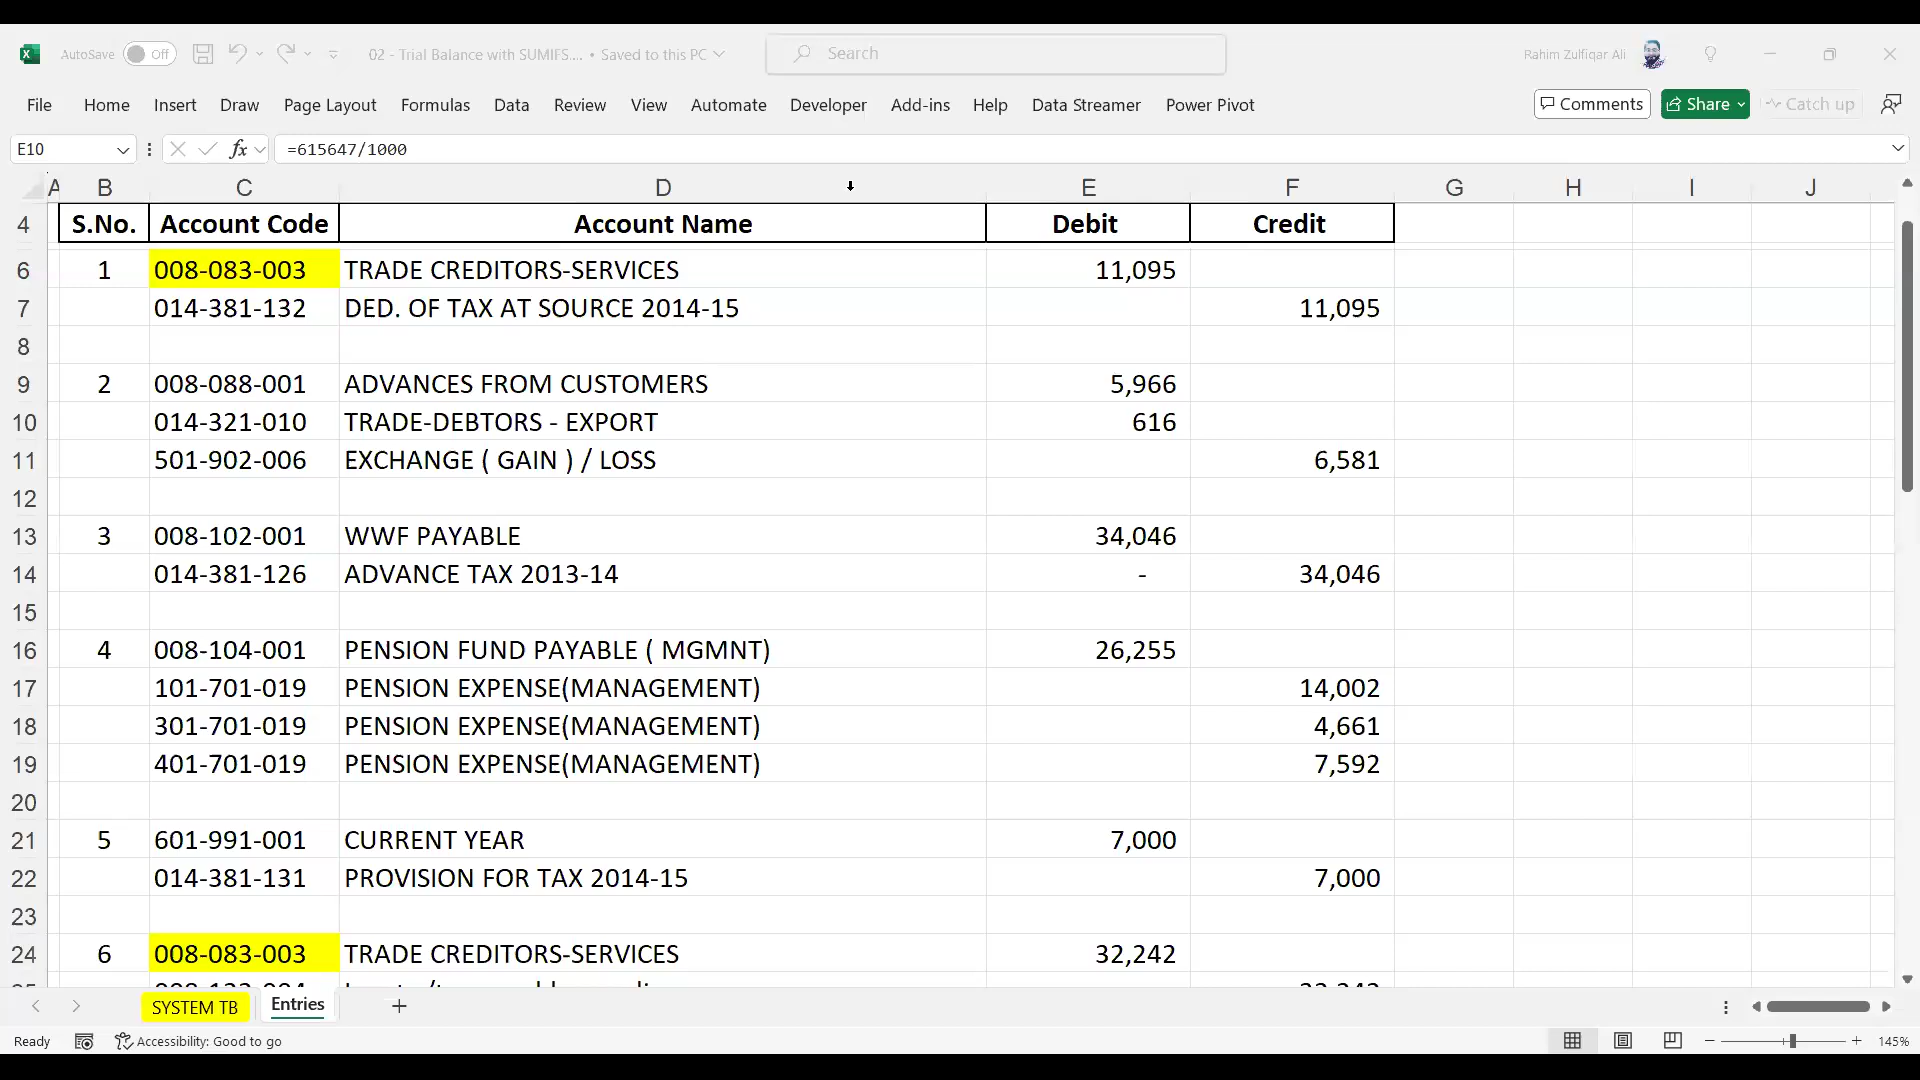 AutoSave Off 02 - Trial Balance with SUMIFS.... • Saved to this PC Search Rahim Zulfiqar Ali
File Home Insert Draw Page Layout Formulas Data Review View Automate Developer Add-ins Help Data Streamer Power Pivot Comments Share Catch up
E10 fx =615647/1000
A B C D E F G H I J
4 S.No. Account Code Account Name Debit Credit
6 1 008-083-003 TRADE CREDITORS-SERVICES 11,095
7 014-381-132 DED. OF TAX AT SOURCE 2014-15 11,095
8
9 2 008-088-001 ADVANCES FROM CUSTOMERS 5,966
10 014-321-010 TRADE-DEBTORS - EXPORT 616
11 501-902-006 EXCHANGE ( GAIN ) / LOSS 6,581
12
13 3 008-102-001 WWF PAYABLE 34,046
14 014-381-126 ADVANCE TAX 2013-14 - 34,046
15
16 4 008-104-001 PENSION FUND PAYABLE ( MGMNT) 26,255
17 101-701-019 PENSION EXPENSE(MANAGEMENT) 14,002
18 301-701-019 PENSION EXPENSE(MANAGEMENT) 4,661
19 401-701-019 PENSION EXPENSE(MANAGEMENT) 7,592
20
21 5 601-991-001 CURRENT YEAR 7,000
22 014-381-131 PROVISION FOR TAX 2014-15 7,000
23
24 6 008-083-003 TRADE CREDITORS-SERVICES 32,242
SYSTEM TB Entries
Ready Accessibility: Good to go 145%